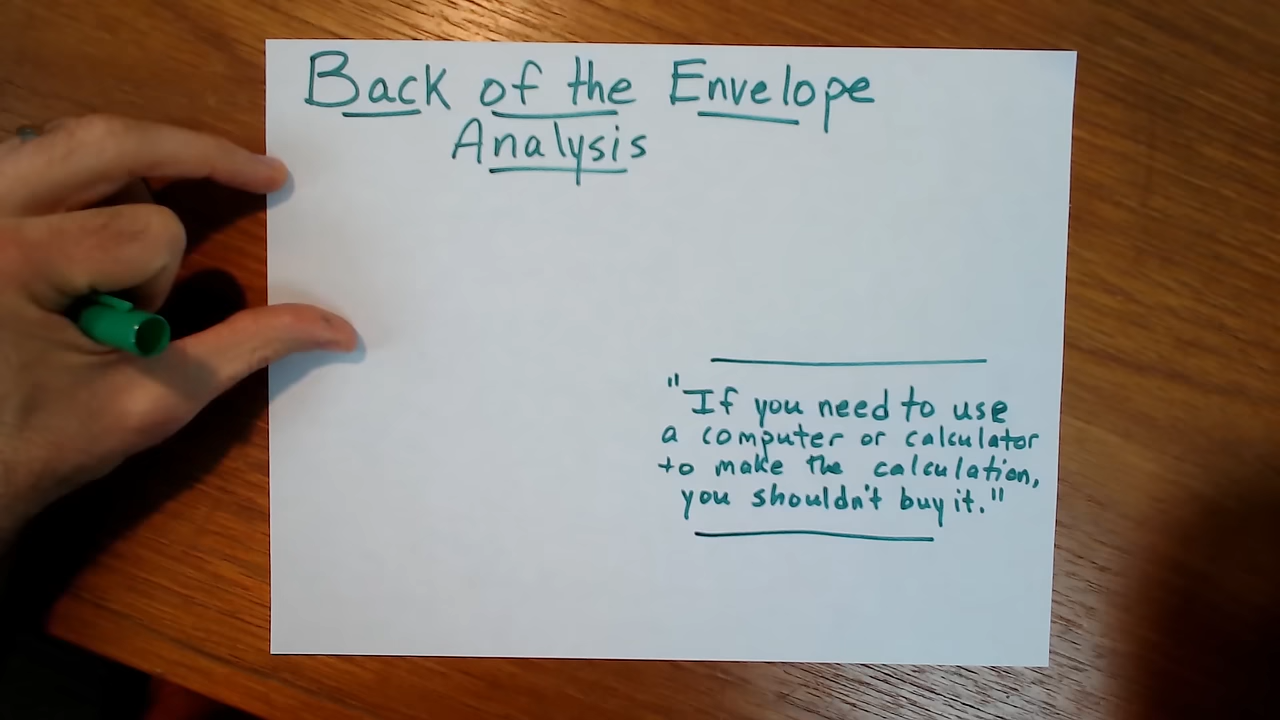 Back of the Envelope
Analysis
"If you need to use
a computer or calculator
to make the calculation,
you shouldn't buy it."